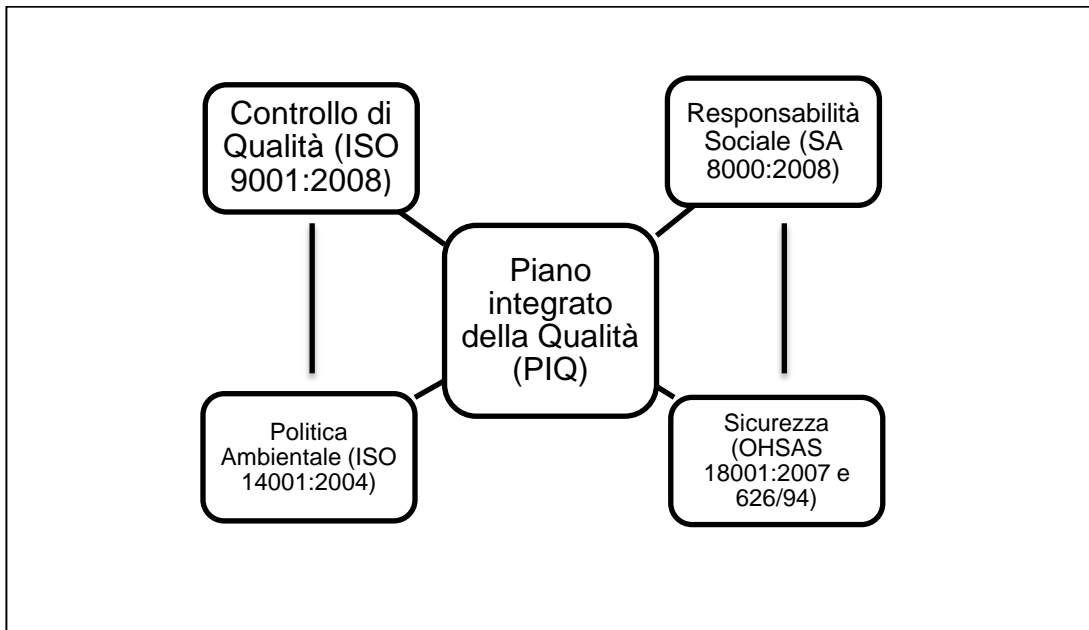 Controllo di
Qualità (ISO
9001:2008)
Responsabilità
Sociale (SA
8000:2008)
Piano
integrato
della Qualità
(PIQ)
Politica
Ambientale (ISO
14001:2004)
Sicurezza
(OHSAS
18001:2007 e
626/94)